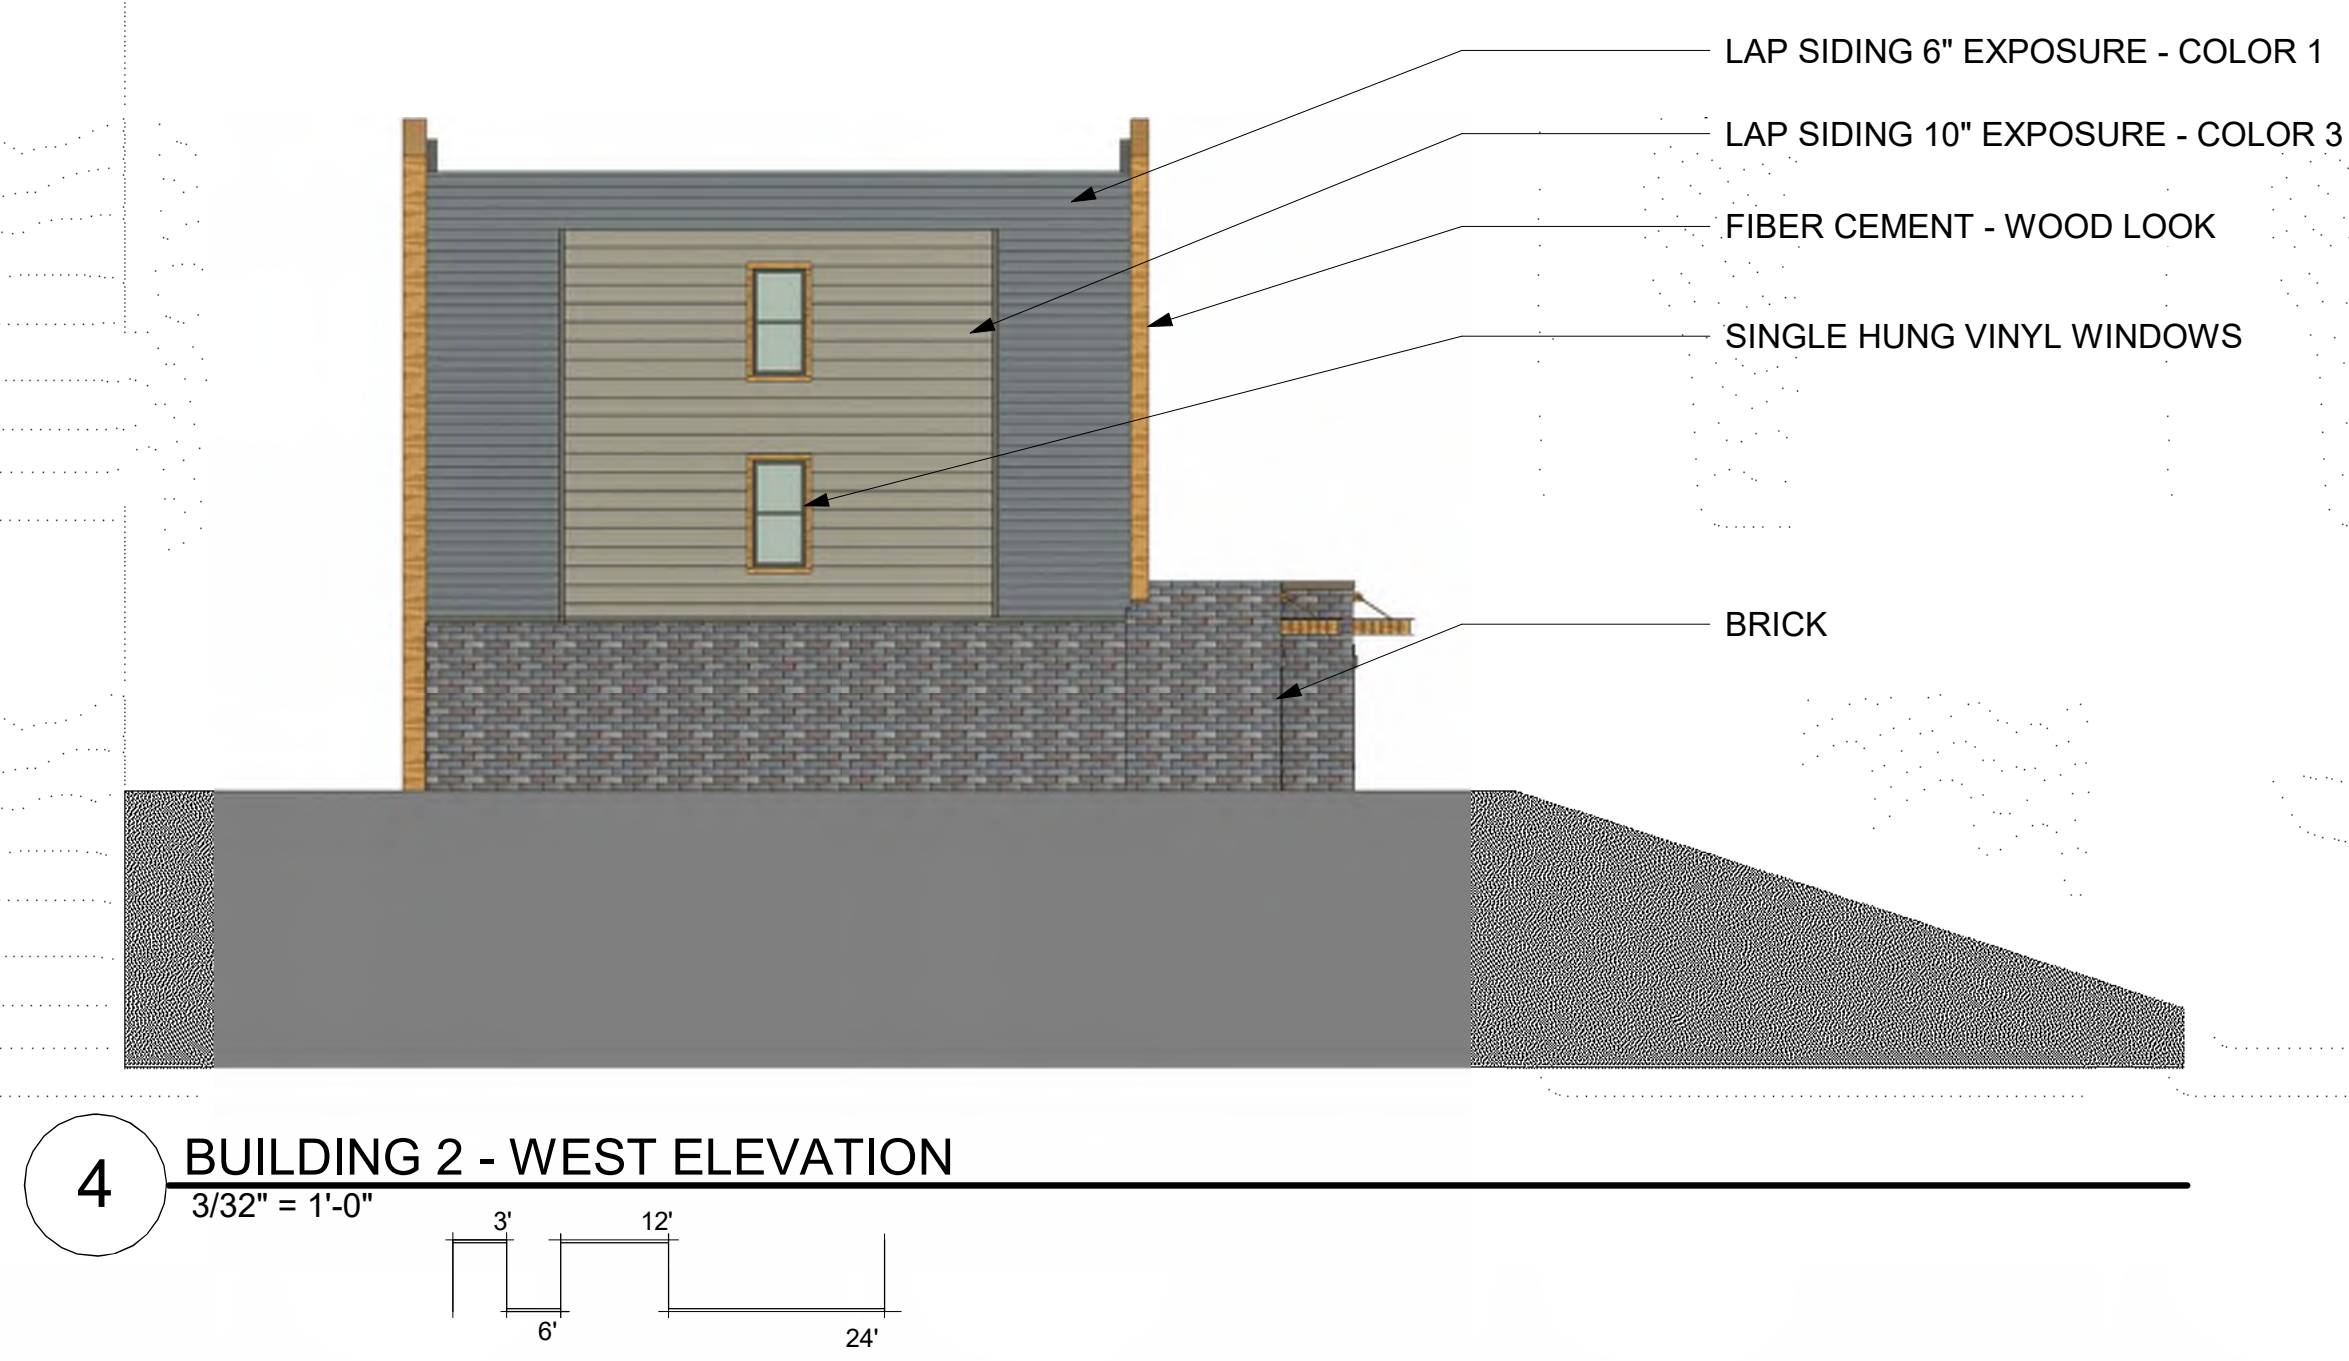 LAP SIDING 6" EXPOSURE - COLOR 1
LAP SIDING 10" EXPOSURE - COLOR 3
FIBER CEMENT - WOOD LOOK
SINGLE HUNG VINYL WINDOWS
BRICK
4
BUILDING 2 - WEST ELEVATION
3/32" = 1'-0"
3'
12'
6'
24'